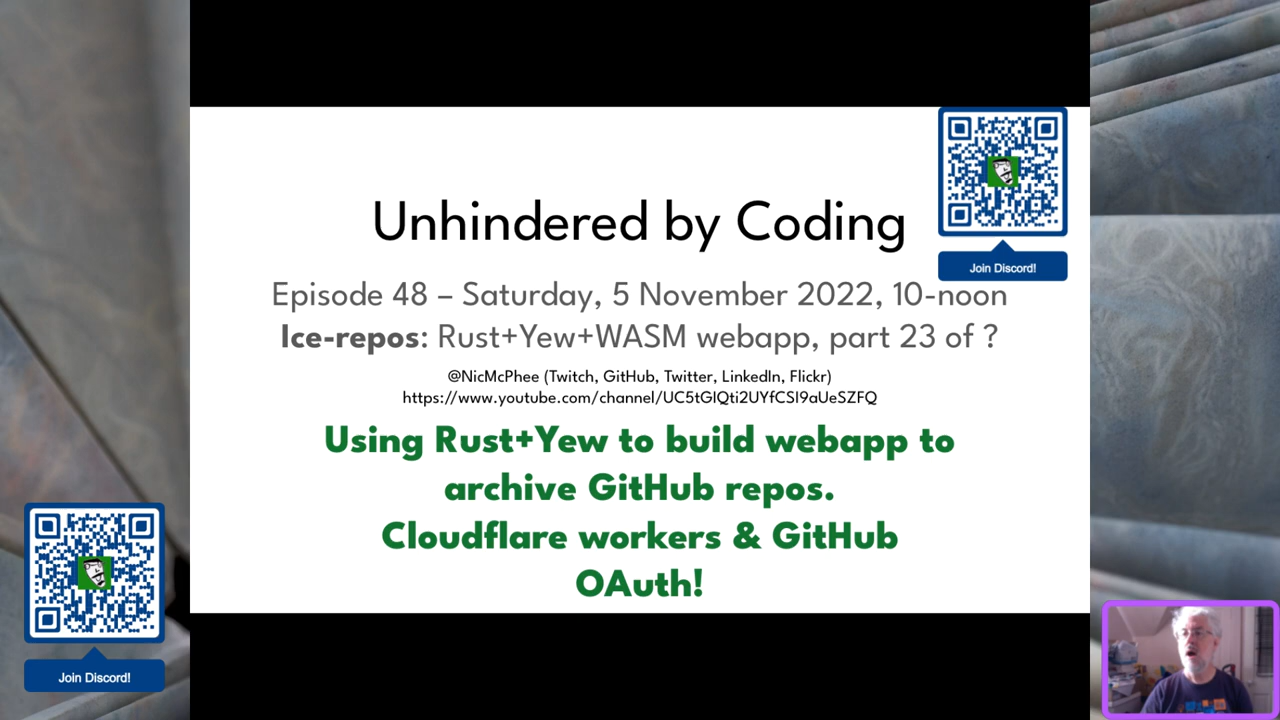 Join Discord!
Unhindered by Coding
Episode 48 – Saturday, 5 November 2022, 10-noon
Ice-repos: Rust+Yew+WASM webapp, part 23 of ?
@NicMcPhee (Twitch, GitHub, Twitter, LinkedIn, Flickr)
https://www.youtube.com/channel/UC5tGIQti2UYfCSI9aUeSZFQ
Using Rust+Yew to build webapp to
archive GitHub repos.
Cloudflare workers & GitHub
OAuth!
Join Discord!